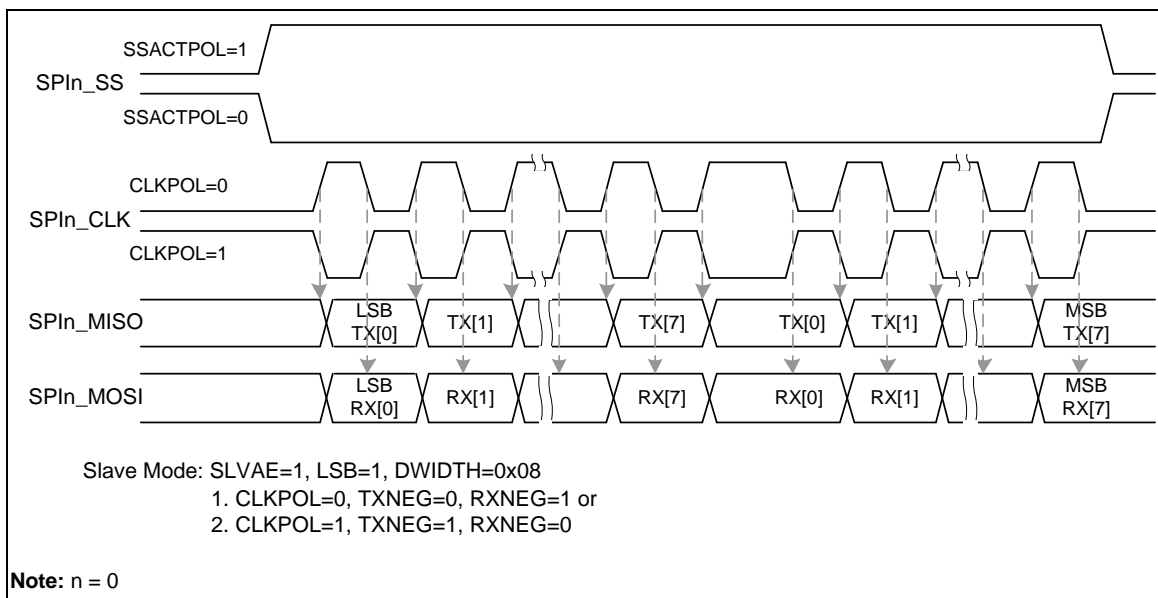 SSACTPOL=1
SPIn_SS
SSACTPOL=0
CLKPOL=0
SPIn_CLK
CLKPOL=1
SPIn_MISO
LSB
TX[0]
TX[1]
TX[7]
TX[0]
TX[1]
MSB
TX[7]
SPIn_MOSI
LSB
RX[0]
RX[1]
RX[7]
RX[0]
RX[1]
MSB
RX[7]
Slave Mode: SLVAE=1, LSB=1, DWIDTH=0x08
1. CLKPOL=0, TXNEG=0, RXNEG=1 or
2. CLKPOL=1, TXNEG=1, RXNEG=0
Note: n = 0